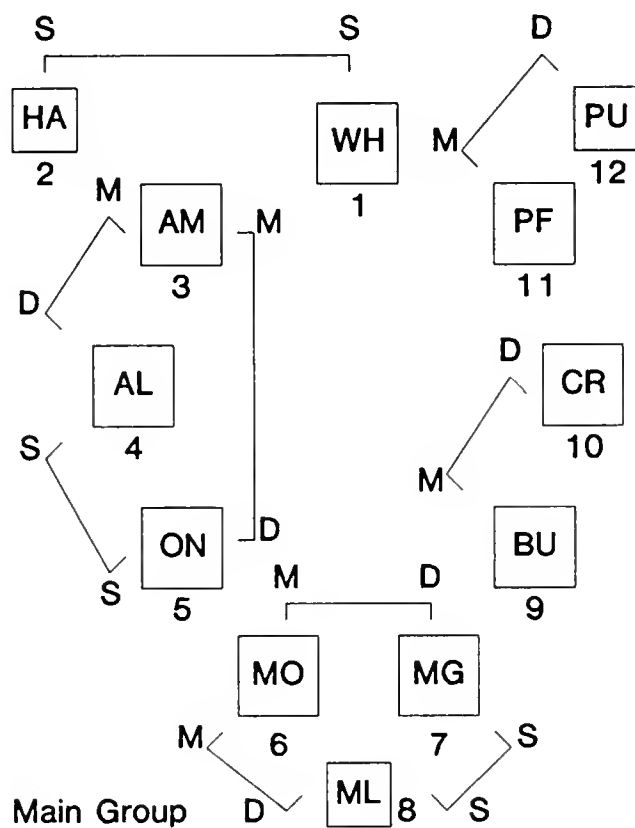 S S D
HA WH PU
2 M 12
M AM M 1 PF
3 11
D D
AL CR
S 4 10
M
ON D BU
S 5 M D 9
MO MG
M 6 7 S
ML 8
Main Group D S